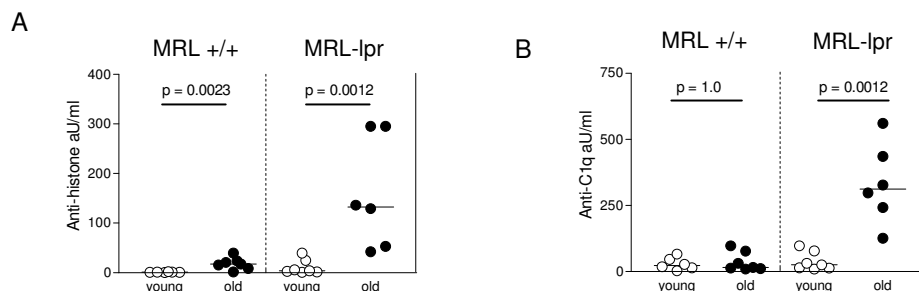 A
MRL +/+ MRL-lpr
Anti-histone aU/ml
400
300
200
100
0
p = 0.0023
p = 0.0012
young old young old
B
MRL +/+ MRL-lpr
Anti-C1q aU/ml
750
500
250
0
p = 1.0
p = 0.0012
young old young old